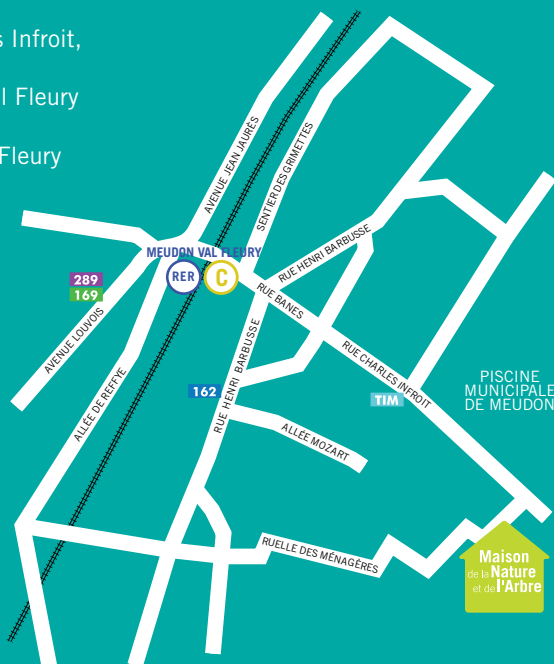 s Infroit,
l Fleury
Fleury
AVENUE JEAN JAURÈS
SENTIER DES GRIMETTES
MEUDON VAL FLEURY
RER
C
RUE HENRI BARBUSSE
289
169
RUE BANES
AVENUE LOUVOIS
ALLÉE DE REFFYE
RUE HENRI BARBUSSE
RUE CHARLES INFROIT
162
TIM
PISCINE
MUNICIPALE
DE MEUDON
ALLÉE MOZART
RUELLE DES MÉNAGÈRES
Maison
de la Nature
et de l'Arbre